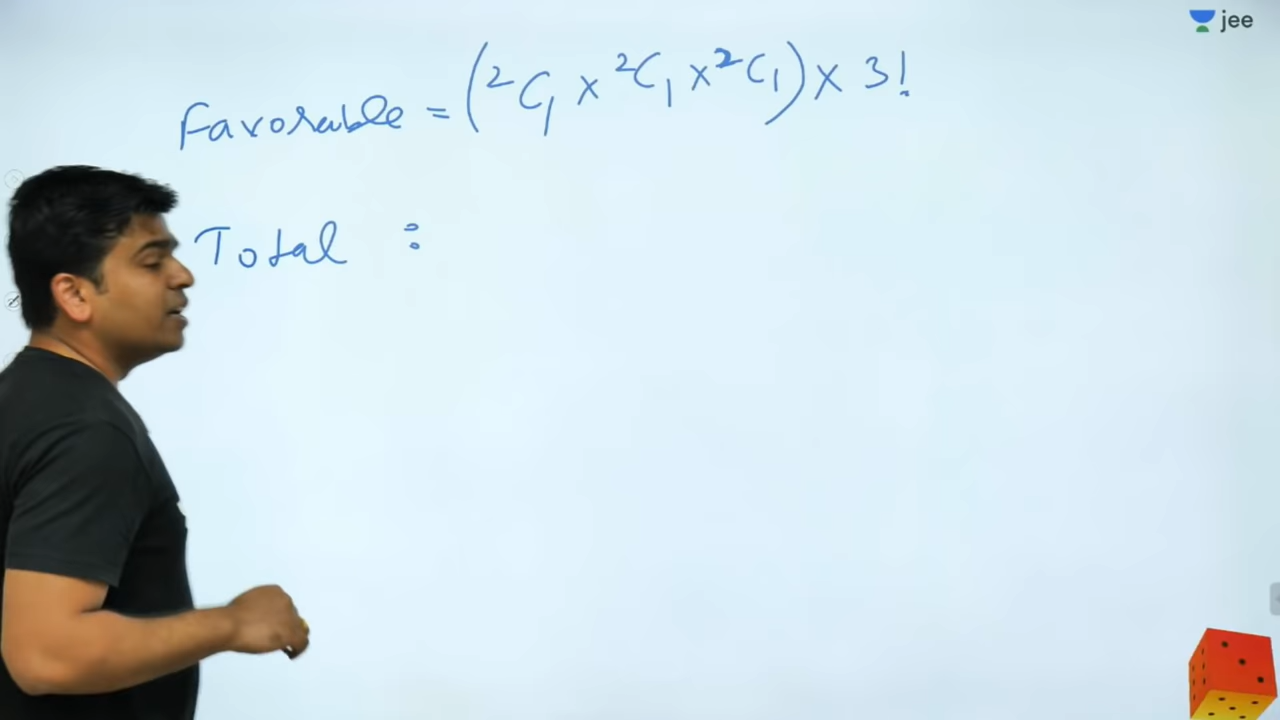 jee
Favorable = (²C₁ × ²C₁ × ²C₁) × 3!
Total :